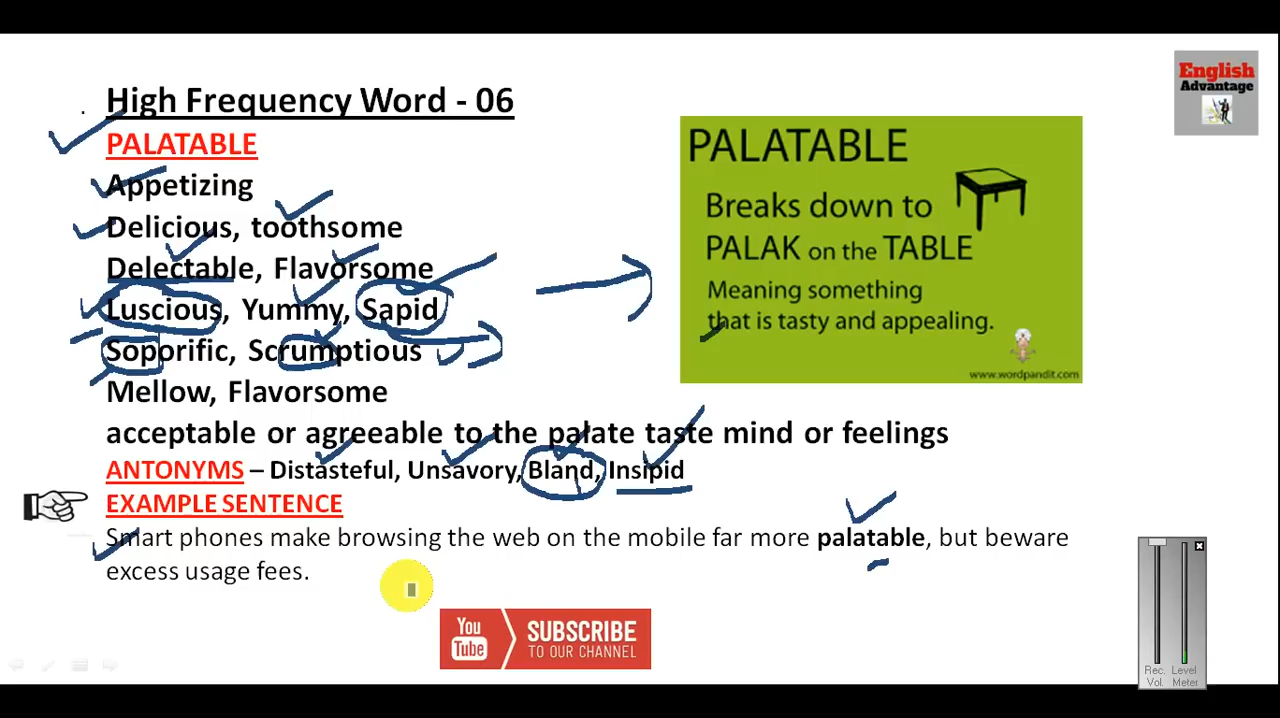 High Frequency Word - 06
PALATABLE
Appetizing
Delicious, toothsome
Delectable, Flavorsome
Luscious, Yummy, Sapid
Soporific, Scrumptious
Mellow, Flavorsome
acceptable or agreeable to the palate taste mind or feelings
ANTONYMS – Distasteful, Unsavory, Bland, Insipid
EXAMPLE SENTENCE
Smart phones make browsing the web on the mobile far more palatable, but beware
excess usage fees.
PALATABLE
Breaks down to
PALAK on the TABLE
Meaning something
that is tasty and appealing.
www.wordpandit.com
English
Advantage
You
Tube
SUBSCRIBE
TO OUR CHANNEL
Rec. Level
Vol. Meter